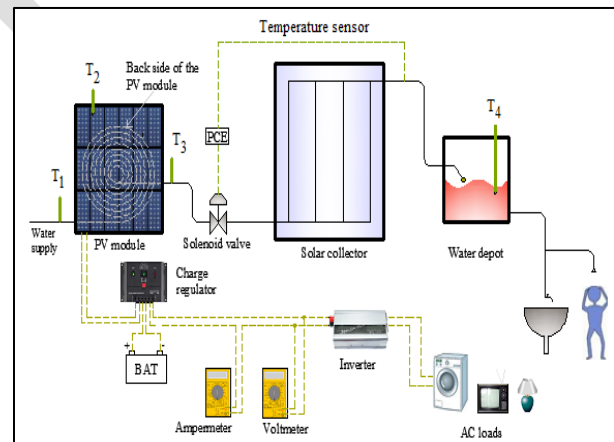 Temperature sensor
Back side of the
PV module
T2
T3
T1
T4
PCE
Water
supply
PV module
Solenoid valve
Solar collector
Water depot
Charge
regulator
+
BAT
Inverter
Ampermeter
Voltmeter
AC loads